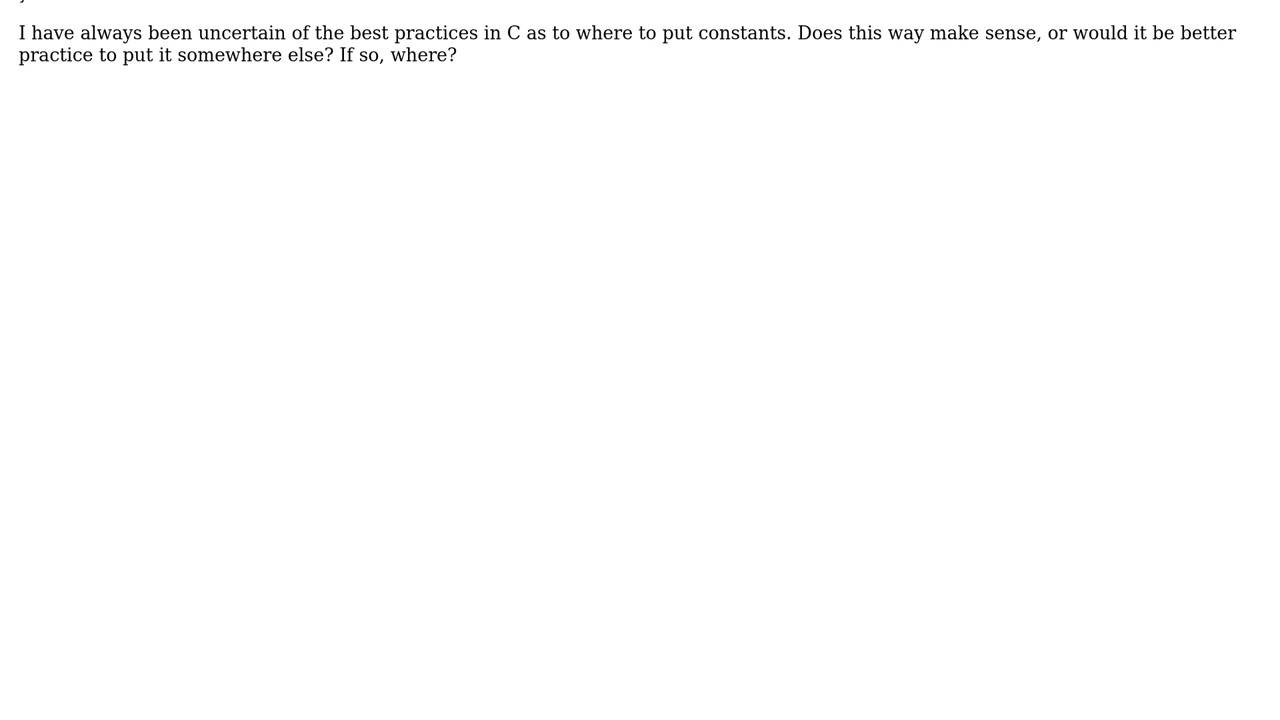 I have always been uncertain of the best practices in C as to where to put constants. Does this way make sense, or would it be better
practice to put it somewhere else? If so, where?